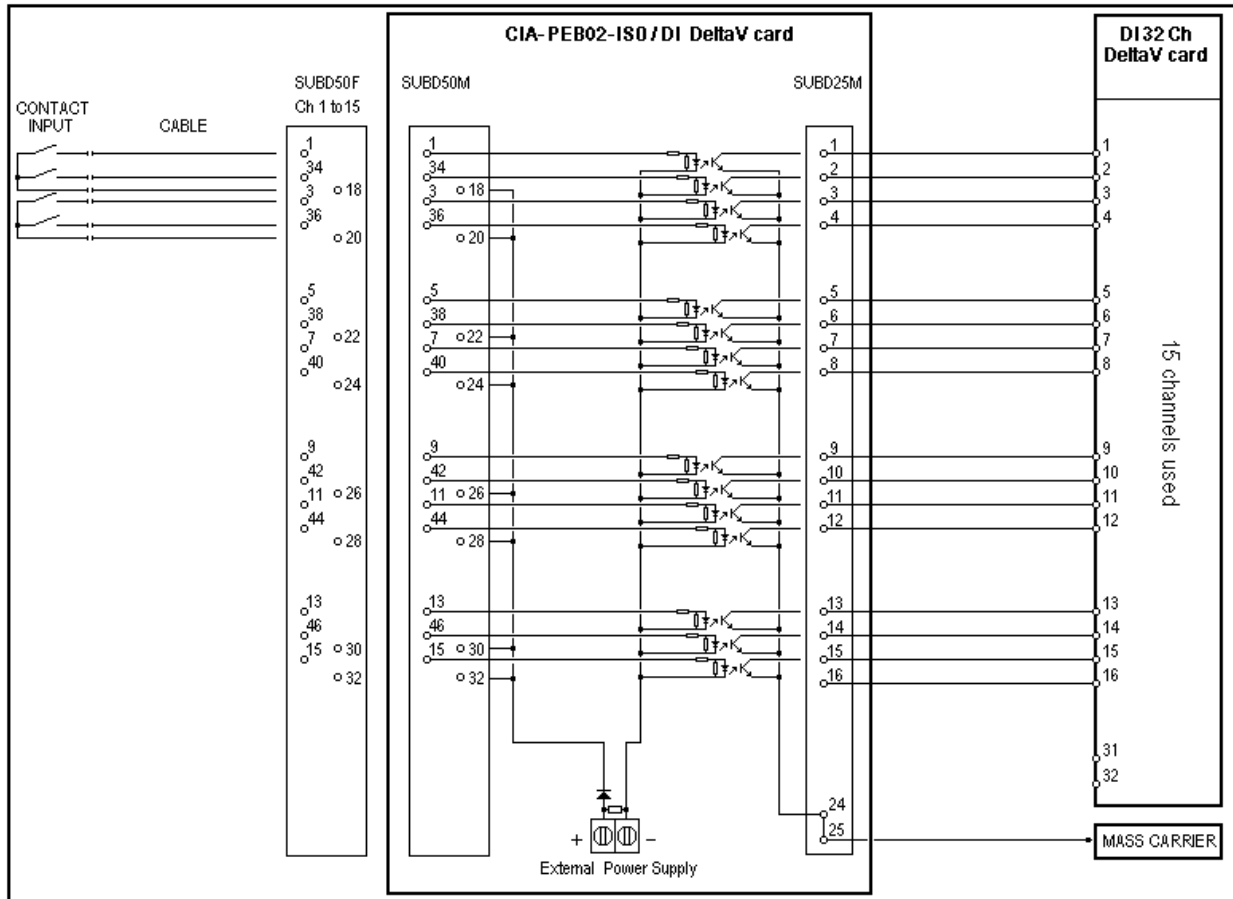 CIA-PEB02-ISO / DI DeltaV card
DI 32 Ch
DeltaV card
SUBD50F
Ch 1 to 15
SUBD50M
SUBD25M
CONTACT
INPUT
CABLE
1 1 1 1
34 34 2 2
3 18 3 18 3 3
36 36 4 4
20 20
5 5 5 5
38 38 6 6
7 22 7 22 7 7
40 40 8 8
24 24
15 channels used
9 9 9 9
42 42 10 10
11 26 11 26 11 11
44 44 12 12
28 28
13 13 13 13
46 46 14 14
15 30 15 30 15 15
32 32 16 16
31
32
24
+ - 25
MASS CARRIER
External Power Supply